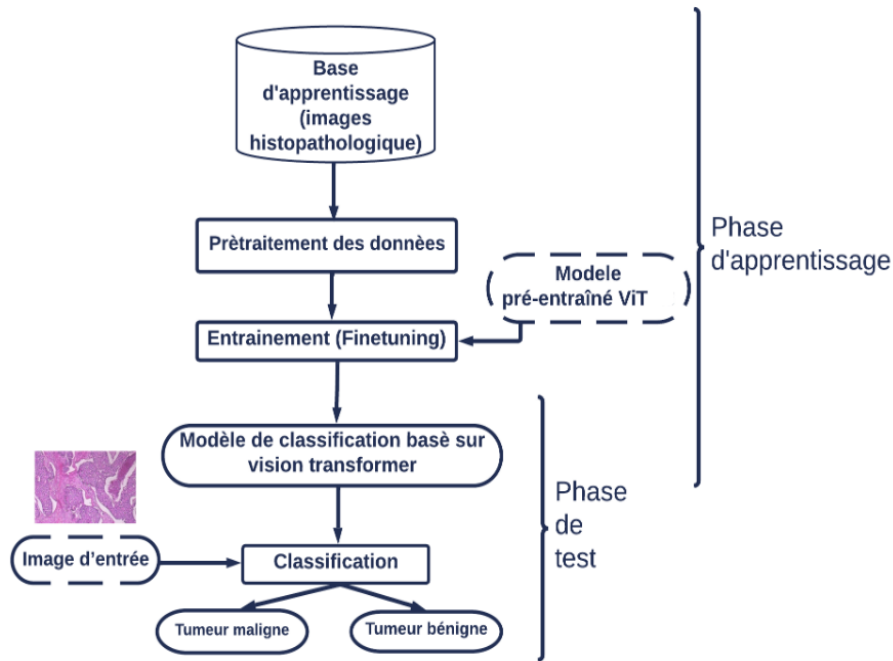 Base
d'apprentissage
(images
histopathologique)
Prètraitement des donnèes
Phase
d'apprentissage
Modele
pré-entraîné ViT
Entrainement (Finetuning)
Modèle de classification basè sur
vision transformer
Phase
de
test
Image d'entrée
Classification
Tumeur maligne
Tumeur bénigne